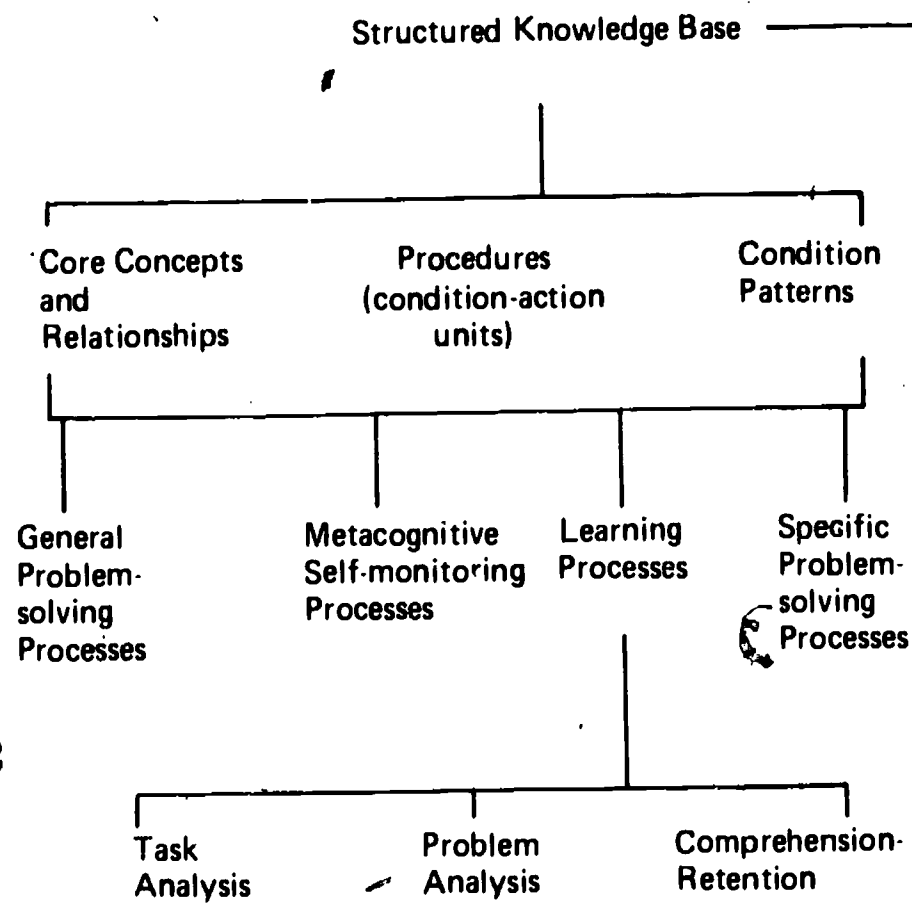 Structured Knowledge Base
Core Concepts
and
Relationships
Procedures
(condition-action
units)
Condition
Patterns
General
Problem-
solving
Processes
Metacognitive
Self-monitoring
Processes
Learning
Processes
Specific
Problem-
solving
Processes
Task
Analysis
Problem
Analysis
Comprehension-
Retention